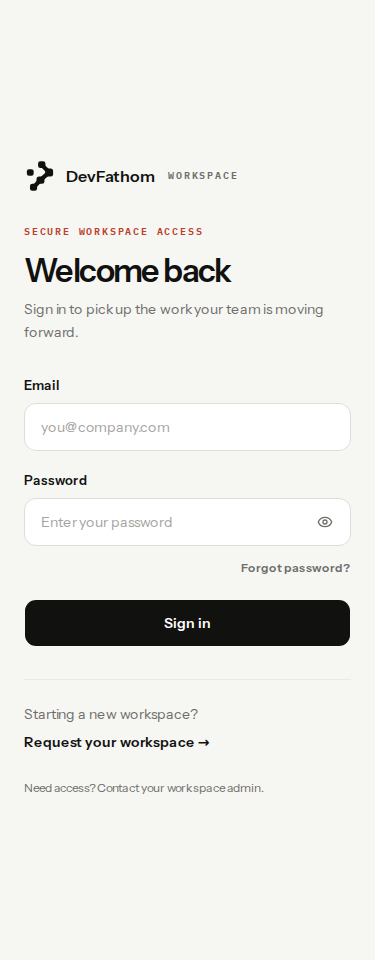 DevFathom WORKSPACE
SECURE WORKSPACE ACCESS
Welcome back
Sign in to pick up the work your team is moving
forward.
Email
you@company.com
Password
Enter your password
Forgot password?
Sign in
Starting a new workspace?
Request your workspace →
Need access? Contact your workspace admin.